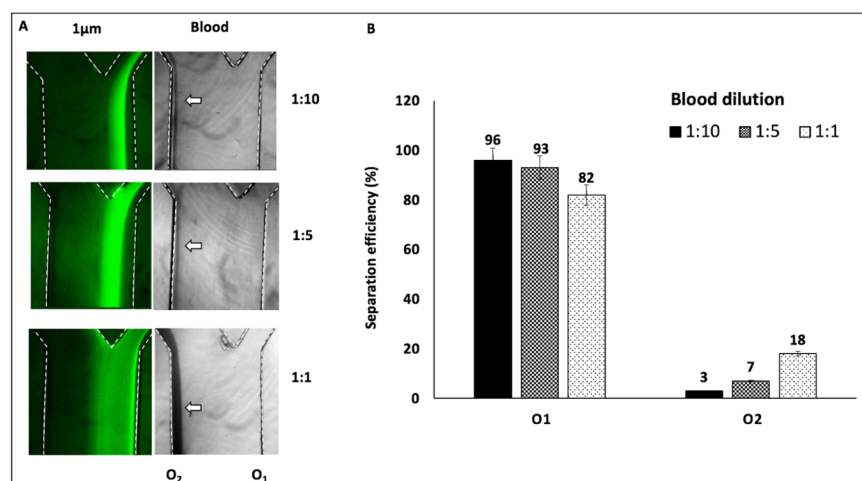 A
1μm
Blood
1:10
1:5
1:1
O2
O1
B
Blood dilution
1:10
1:5
1:1
Separation efficiency (%)
120
100
80
60
40
20
0
96
93
82
3
7
18
O1
O2